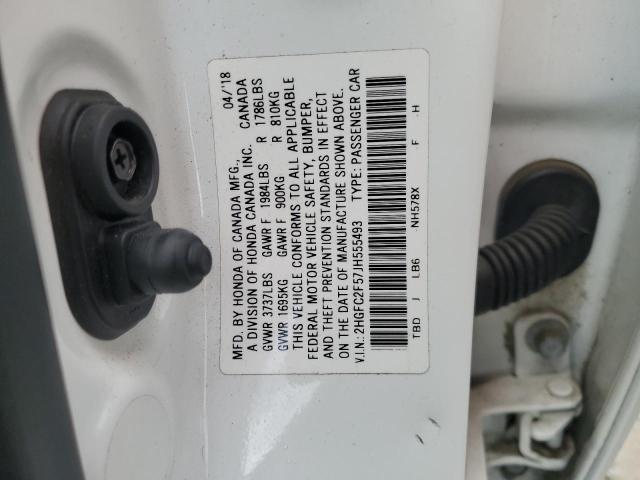 MFD. BY HONDA OF CANADA MFG., 04/'18
A DIVISION OF HONDA CANADA INC. CANADA
GVWR 3737LBS GAWR F 1984LBS R 1786LBS
GVWR 1695KG GAWR F 900KG R 810KG
THIS VEHICLE CONFORMS TO ALL APPLICABLE
FEDERAL MOTOR VEHICLE SAFETY, BUMPER,
AND THEFT PREVENTION STANDARDS IN EFFECT
ON THE DATE OF MANUFACTURE SHOWN ABOVE.
V.I.N.: 2HGFC2F57JH555493 TYPE: PASSENGER CAR
TBD J LB6 NH578X F H